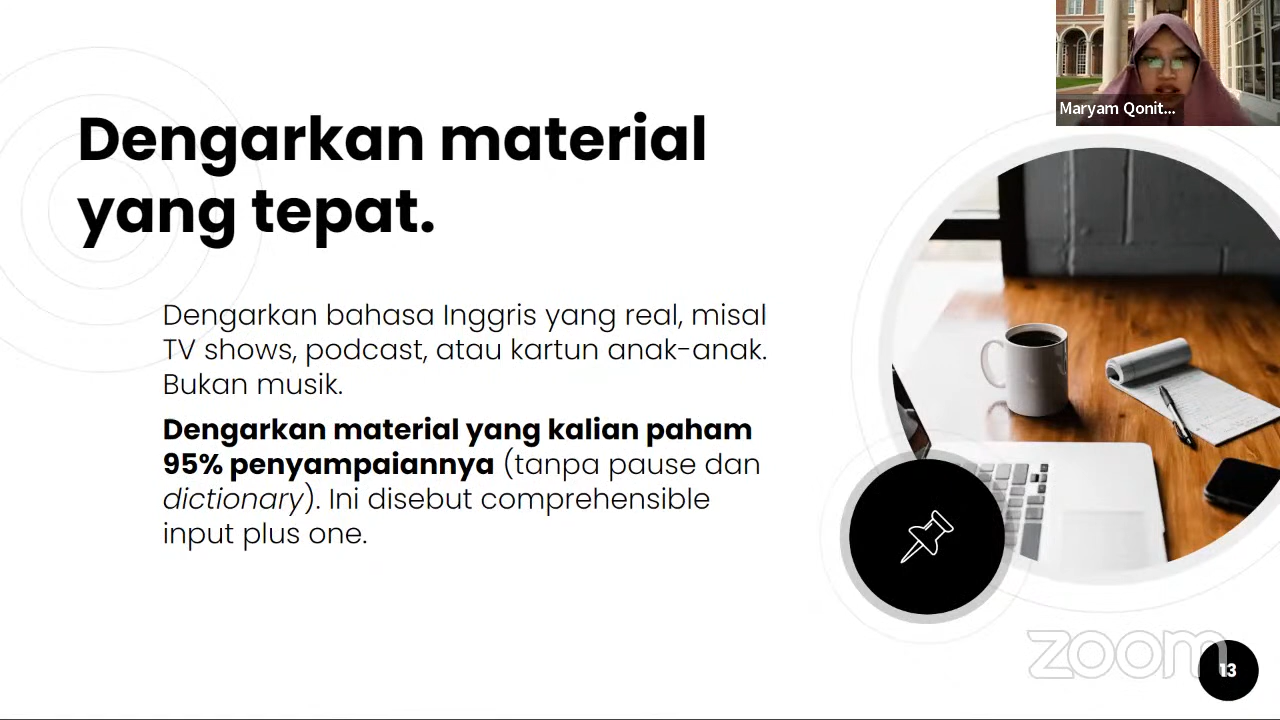 Maryam Qonit...
Dengarkan material
yang tepat.
Dengarkan bahasa Inggris yang real, misal
TV shows, podcast, atau kartun anak-anak.
Bukan musik.
Dengarkan material yang kalian paham
95% penyampaiannya (tanpa pause dan
dictionary). Ini disebut comprehensible
input plus one.
zoom
13